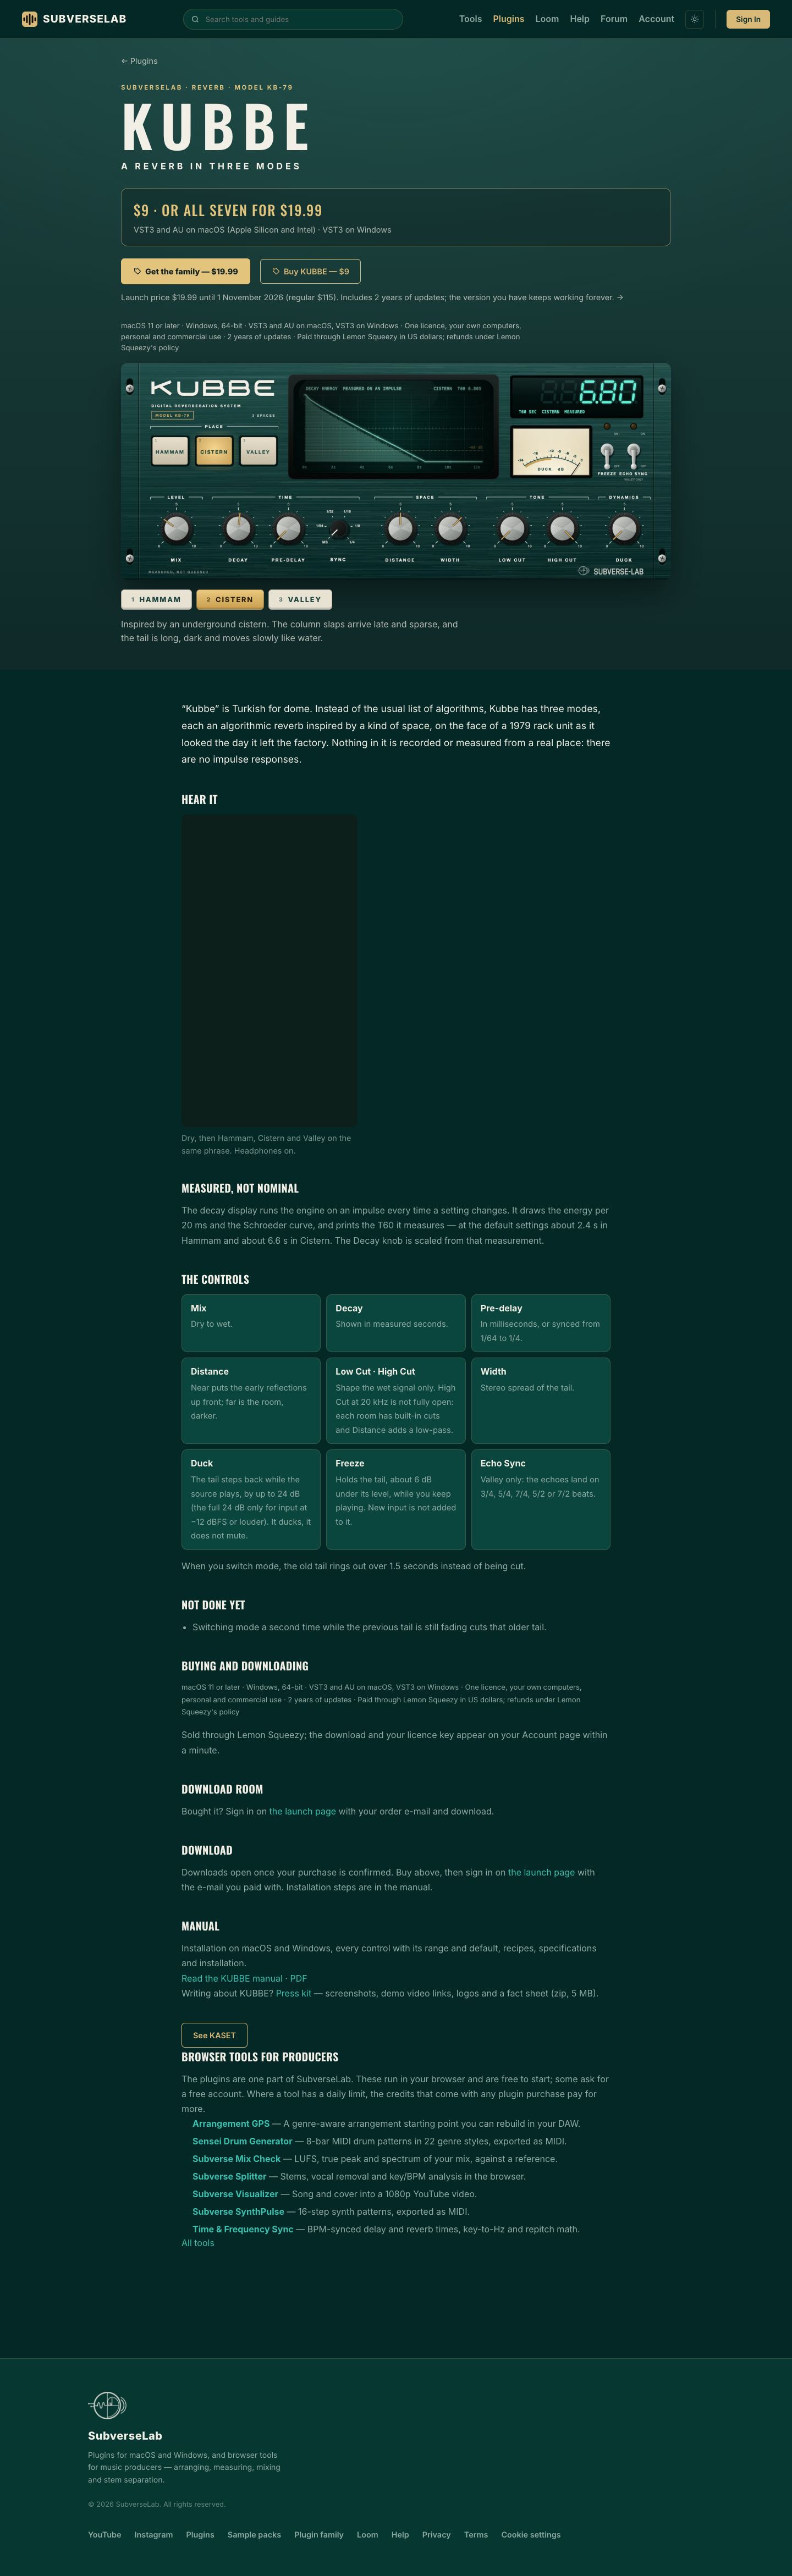 SUBVERSELAB
Search tools and guides
Tools Plugins Loom Help Forum Account
Sign In
← Plugins
SUBVERSELAB · REVERB · MODEL KB-79
KUBBE
A REVERB IN THREE MODES
$9 · OR ALL SEVEN FOR $19.99
VST3 and AU on macOS (Apple Silicon and Intel) · VST3 on Windows
Get the family — $19.99
Buy KUBBE — $9
Launch price $19.99 until 1 November 2026 (regular $115). Includes 2 years of updates; the version you have keeps working forever. →
macOS 11 or later · Windows, 64-bit · VST3 and AU on macOS, VST3 on Windows · One licence, your own computers,
personal and commercial use · 2 years of updates · Paid through Lemon Squeezy in US dollars; refunds under Lemon
Squeezy's policy
KUBBE
DIGITAL REVERBERATION SYSTEM
MODEL KB-79
3 SPACES
PLACE
HAMMAM CISTERN VALLEY
DECAY ENERGY MEASURED ON AN IMPULSE
CISTERN T60 6.80S
6.80
T60 SEC CISTERN MEASURED
DUCK dB
FREEZE ECHO SYNC
LEVEL TIME SPACE TONE DYNAMICS
MIX DECAY PRE-DELAY SYNC DISTANCE WIDTH LOW CUT HIGH CUT DUCK
MEASURED, NOT GUESSED
SUBVERSE-LAB
1 HAMMAM 2 CISTERN 3 VALLEY
Inspired by an underground cistern. The column slaps arrive late and sparse, and
the tail is long, dark and moves slowly like water.
“Kubbe” is Turkish for dome. Instead of the usual list of algorithms, Kubbe has three modes,
each an algorithmic reverb inspired by a kind of space, on the face of a 1979 rack unit as it
looked the day it left the factory. Nothing in it is recorded or measured from a real place: there
are no impulse responses.
HEAR IT
Dry, then Hammam, Cistern and Valley on the
same phrase. Headphones on.
MEASURED, NOT NOMINAL
The decay display runs the engine on an impulse every time a setting changes. It draws the energy per
20 ms and the Schroeder curve, and prints the T60 it measures — at the default settings about 2.4 s in
Hammam and about 6.6 s in Cistern. The Decay knob is scaled from that measurement.
THE CONTROLS
Mix
Dry to wet.
Decay
Shown in measured seconds.
Pre-delay
In milliseconds, or synced from
1/64 to 1/4.
Distance
Near puts the early reflections
up front; far is the room,
darker.
Low Cut · High Cut
Shape the wet signal only. High
Cut at 20 kHz is not fully open:
each room has built-in cuts
and Distance adds a low-pass.
Width
Stereo spread of the tail.
Duck
The tail steps back while the
source plays, by up to 24 dB
(the full 24 dB only for input at
−12 dBFS or louder). It ducks, it
does not mute.
Freeze
Holds the tail, about 6 dB
under its level, while you keep
playing. New input is not added
to it.
Echo Sync
Valley only: the echoes land on
3/4, 5/4, 7/4, 5/2 or 7/2 beats.
When you switch mode, the old tail rings out over 1.5 seconds instead of being cut.
NOT DONE YET
• Switching mode a second time while the previous tail is still fading cuts that older tail.
BUYING AND DOWNLOADING
macOS 11 or later · Windows, 64-bit · VST3 and AU on macOS, VST3 on Windows · One licence, your own computers,
personal and commercial use · 2 years of updates · Paid through Lemon Squeezy in US dollars; refunds under Lemon
Squeezy's policy
Sold through Lemon Squeezy; the download and your licence key appear on your Account page within
a minute.
DOWNLOAD ROOM
Bought it? Sign in on the launch page with your order e-mail and download.
DOWNLOAD
Downloads open once your purchase is confirmed. Buy above, then sign in on the launch page with
the e-mail you paid with. Installation steps are in the manual.
MANUAL
Installation on macOS and Windows, every control with its range and default, recipes, specifications
and installation.
Read the KUBBE manual · PDF
Writing about KUBBE? Press kit — screenshots, demo video links, logos and a fact sheet (zip, 5 MB).
See KASET
BROWSER TOOLS FOR PRODUCERS
The plugins are one part of SubverseLab. These run in your browser and are free to start; some ask for
a free account. Where a tool has a daily limit, the credits that come with any plugin purchase pay for
more.
Arrangement GPS — A genre-aware arrangement starting point you can rebuild in your DAW.
Sensei Drum Generator — 8-bar MIDI drum patterns in 22 genre styles, exported as MIDI.
Subverse Mix Check — LUFS, true peak and spectrum of your mix, against a reference.
Subverse Splitter — Stems, vocal removal and key/BPM analysis in the browser.
Subverse Visualizer — Song and cover into a 1080p YouTube video.
Subverse SynthPulse — 16-step synth patterns, exported as MIDI.
Time & Frequency Sync — BPM-synced delay and reverb times, key-to-Hz and repitch math.
All tools
SubverseLab
Plugins for macOS and Windows, and browser tools
for music producers — arranging, measuring, mixing
and stem separation.
© 2026 SubverseLab. All rights reserved.
YouTube Instagram Plugins Sample packs Plugin family Loom Help Privacy Terms Cookie settings